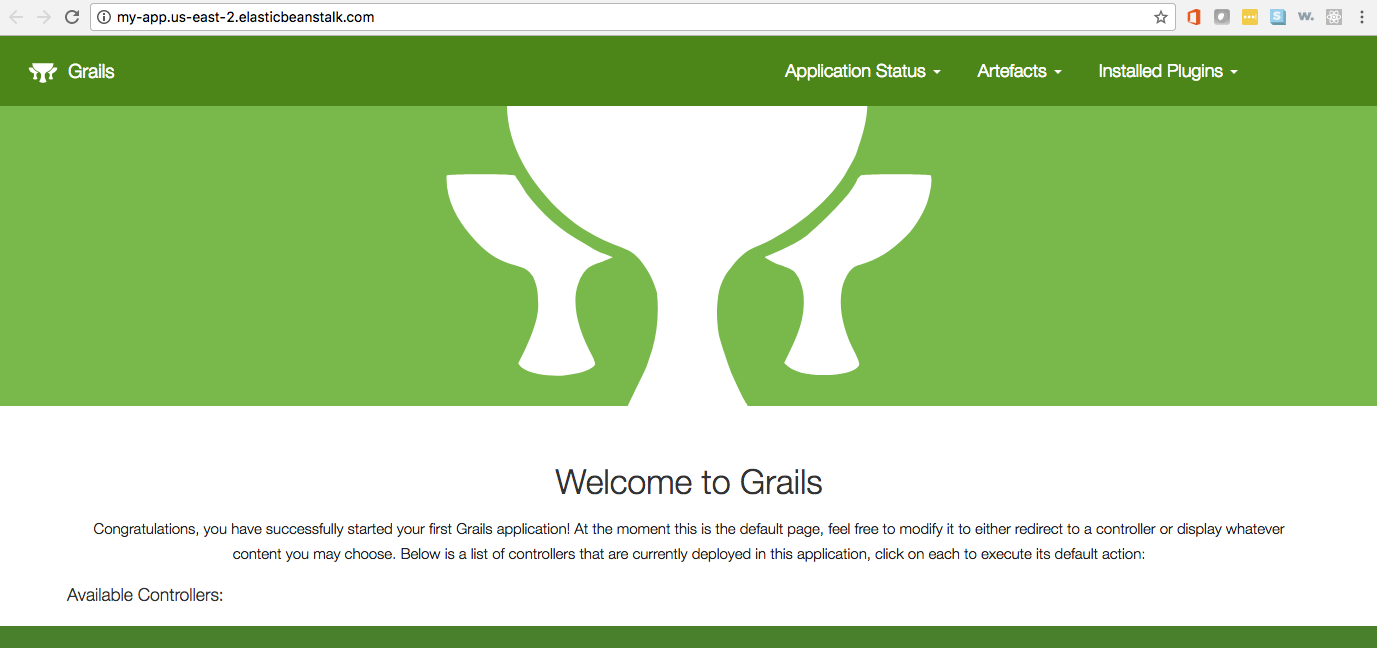 my-app.us-east-2.elasticbeanstalk.com
S
w.
Grails
Application Status
Artefacts
Installed Plugins
Welcome to Grails
Congratulations, you have successfully started your first Grails application! At the moment this is the default page, feel free to modify it to either redirect to a controller or display whatever
content you may choose. Below is a list of controllers that are currently deployed in this application, click on each to execute its default action:
Available Controllers: